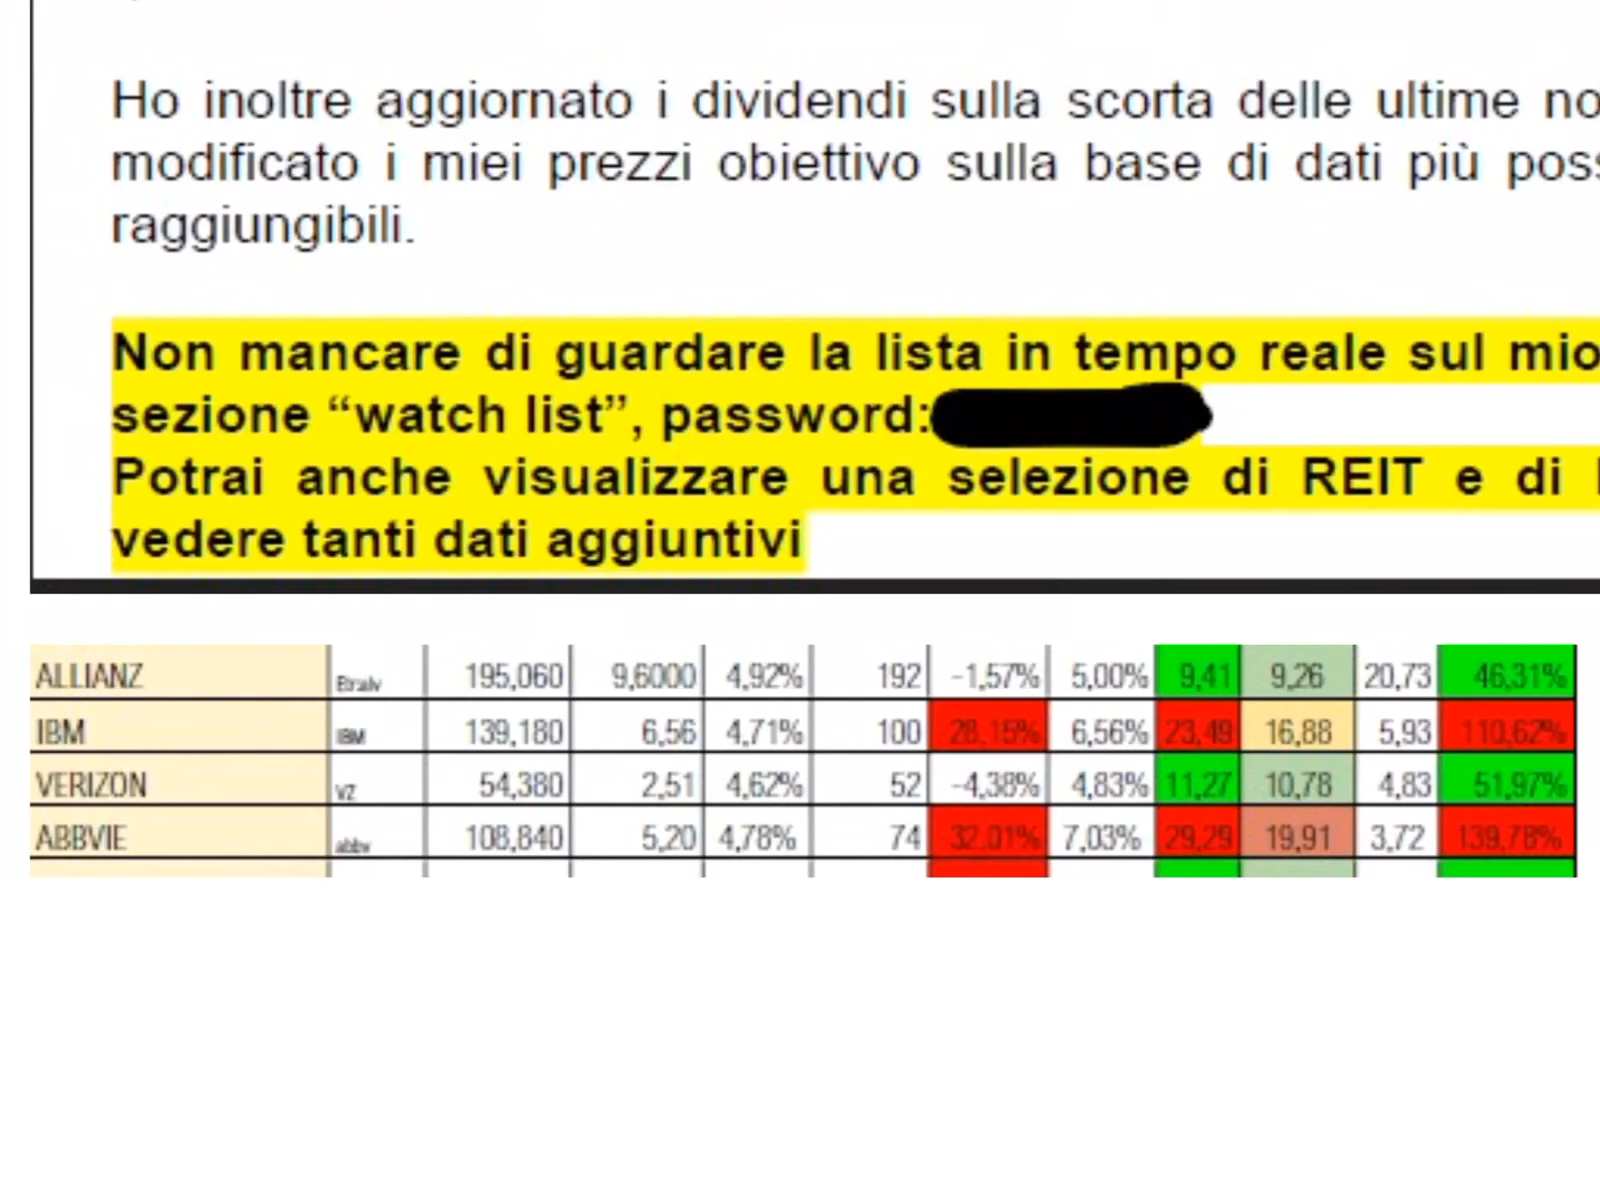 Ho inoltre aggiornato i dividendi sulla scorta delle ultime no
modificato i miei prezzi obiettivo sulla base di dati più poss
raggiungibili.
Non mancare di guardare la lista in tempo reale sul mio
sezione “watch list”, password:
Potrai anche visualizzare una selezione di REIT e di
vedere tanti dati aggiuntivi
ALLIANZ 195,060 9,6000 4,92% 192 -1,57% 5,00% 9,41 9,26 20,73 46,31%
IBM IBM 139,180 6,56 4,71% 100 28,15% 6,56% 23,49 16,88 5,93 110,62%
VERIZON VZ 54,380 2,51 4,62% 52 -4,38% 4,83% 11,27 10,78 4,83 51,97%
ABBVIE abbv 108,840 5,20 4,78% 74 32,01% 7,03% 29,29 19,91 3,72 139,78%